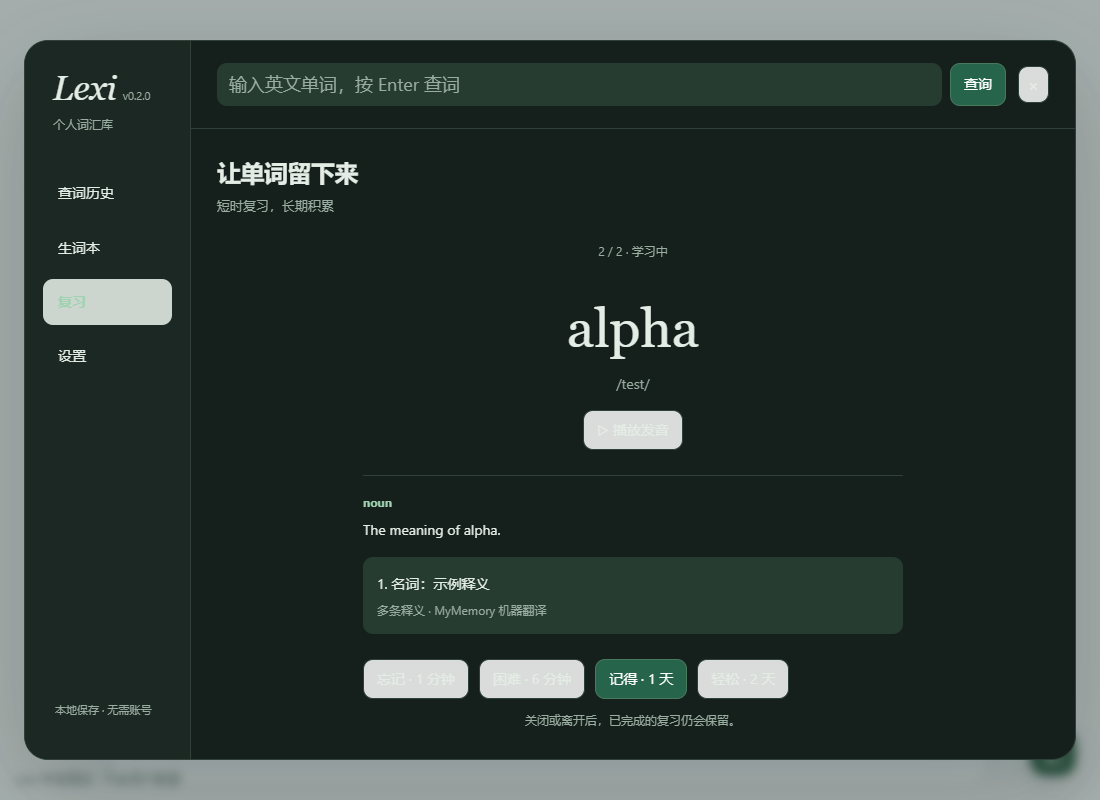 Lexi v0.2.0
个人词汇库
查词历史
生词本
复习
设置
本地保存 · 无需账号
输入英文单词，按 Enter 查词
查询
×
让单词留下来
短时复习，长期积累
2 / 2 · 学习中
alpha
/test/
▷ 播放发音
noun
The meaning of alpha.
1. 名词：示例释义
多条释义 · MyMemory 机器翻译
忘记 · 1 分钟
困难 · 6 分钟
记得 · 1 天
轻松 · 2 天
关闭或离开后，已完成的复习仍会保留。